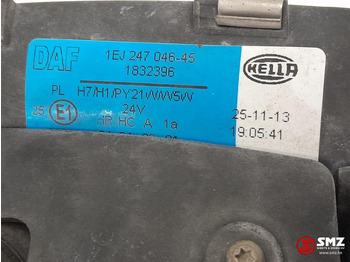 DAF 1EJ 247 046-45
1832396
HELLA
PL H7/H1/PY21W/W5W
25 E1 24V
HR HC A 1a
25-11-13
19:05:41
SMZ